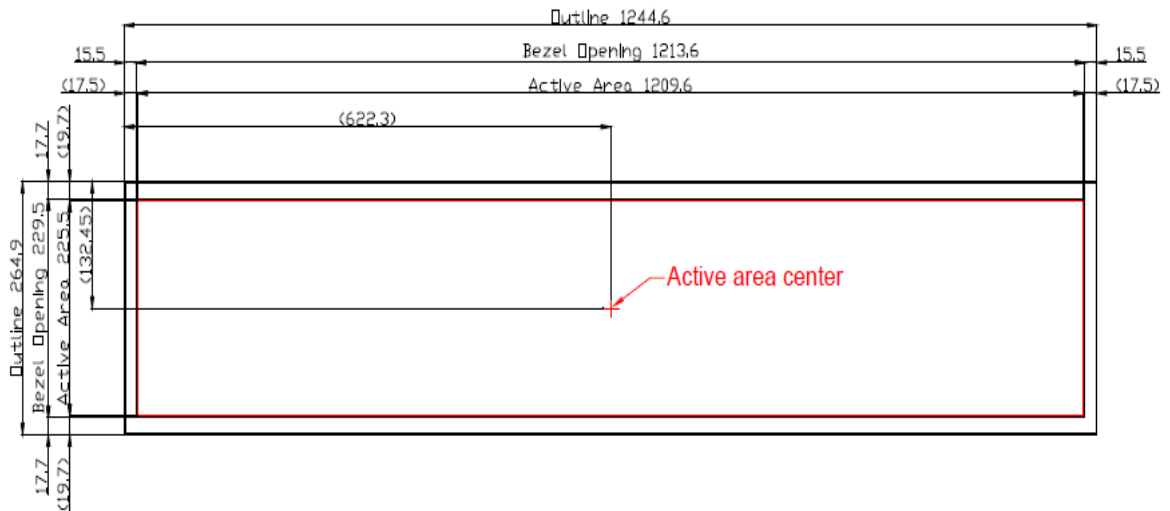 Outline 1244.6
15.5
Bezel Opening 1213.6
15.5
(17.5)
Active Area 1209.6
(17.5)
(622.3)
17.7
(19.7)
Outline 264.9
Bezel Opening 229.5
Active Area 225.5
(132.45)
Active area center
17.7
(19.7)